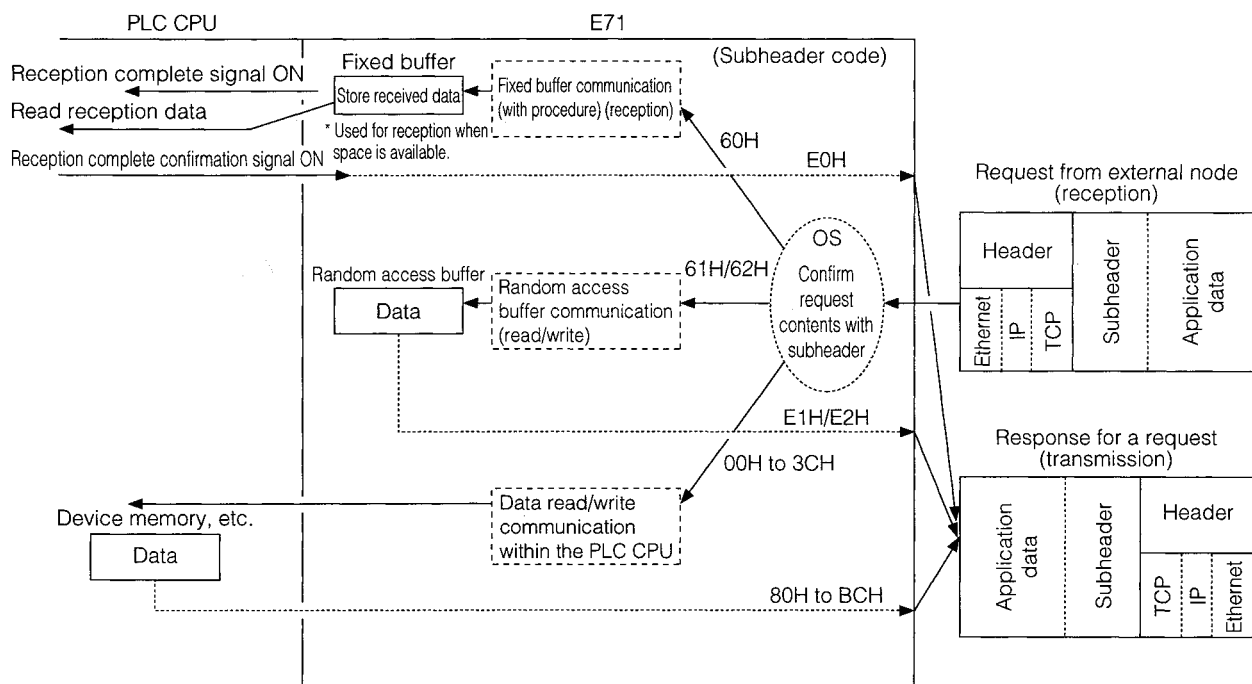 PLC CPU
E71
(Subheader code)
Fixed buffer
Reception complete signal ON
Store received data
Fixed buffer communication
(with procedure) (reception)
Read reception data
* Used for reception when
space is available.
60H
Reception complete confirmation signal ON
E0H
Request from external node
(reception)
Header
Ethernet
IP
TCP
Subheader
Application
data
OS
Confirm
request
contents with
subheader
61H/62H
Random access buffer
Data
Random access
buffer communication
(read/write)
E1H/E2H
00H to 3CH
Response for a request
(transmission)
Application
data
Subheader
Header
TCP
IP
Ethernet
Device memory, etc.
Data
Data read/write
communication
within the PLC CPU
80H to BCH